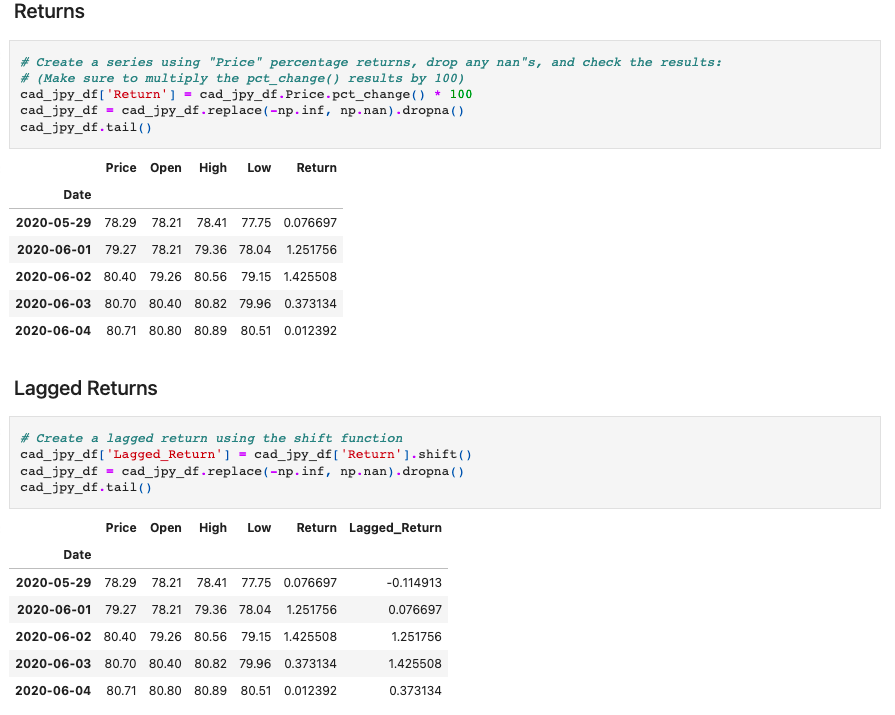 Returns
# Create a series using "Price" percentage returns, drop any nan"s, and check the results:
# (Make sure to multiply the pct_change() results by 100)
cad_jpy_df['Return'] = cad_jpy_df.Price.pct_change() * 100
cad_jpy_df = cad_jpy_df.replace(-np.inf, np.nan).dropna()
cad_jpy_df.tail()
Price Open High Low Return
Date
2020-05-29 78.29 78.21 78.41 77.75 0.076697
2020-06-01 79.27 78.21 79.36 78.04 1.251756
2020-06-02 80.40 79.26 80.56 79.15 1.425508
2020-06-03 80.70 80.40 80.82 79.96 0.373134
2020-06-04 80.71 80.80 80.89 80.51 0.012392
Lagged Returns
# Create a lagged return using the shift function
cad_jpy_df['Lagged_Return'] = cad_jpy_df['Return'].shift()
cad_jpy_df = cad_jpy_df.replace(-np.inf, np.nan).dropna()
cad_jpy_df.tail()
Price Open High Low Return Lagged_Return
Date
2020-05-29 78.29 78.21 78.41 77.75 0.076697 -0.114913
2020-06-01 79.27 78.21 79.36 78.04 1.251756 0.076697
2020-06-02 80.40 79.26 80.56 79.15 1.425508 1.251756
2020-06-03 80.70 80.40 80.82 79.96 0.373134 1.425508
2020-06-04 80.71 80.80 80.89 80.51 0.012392 0.373134